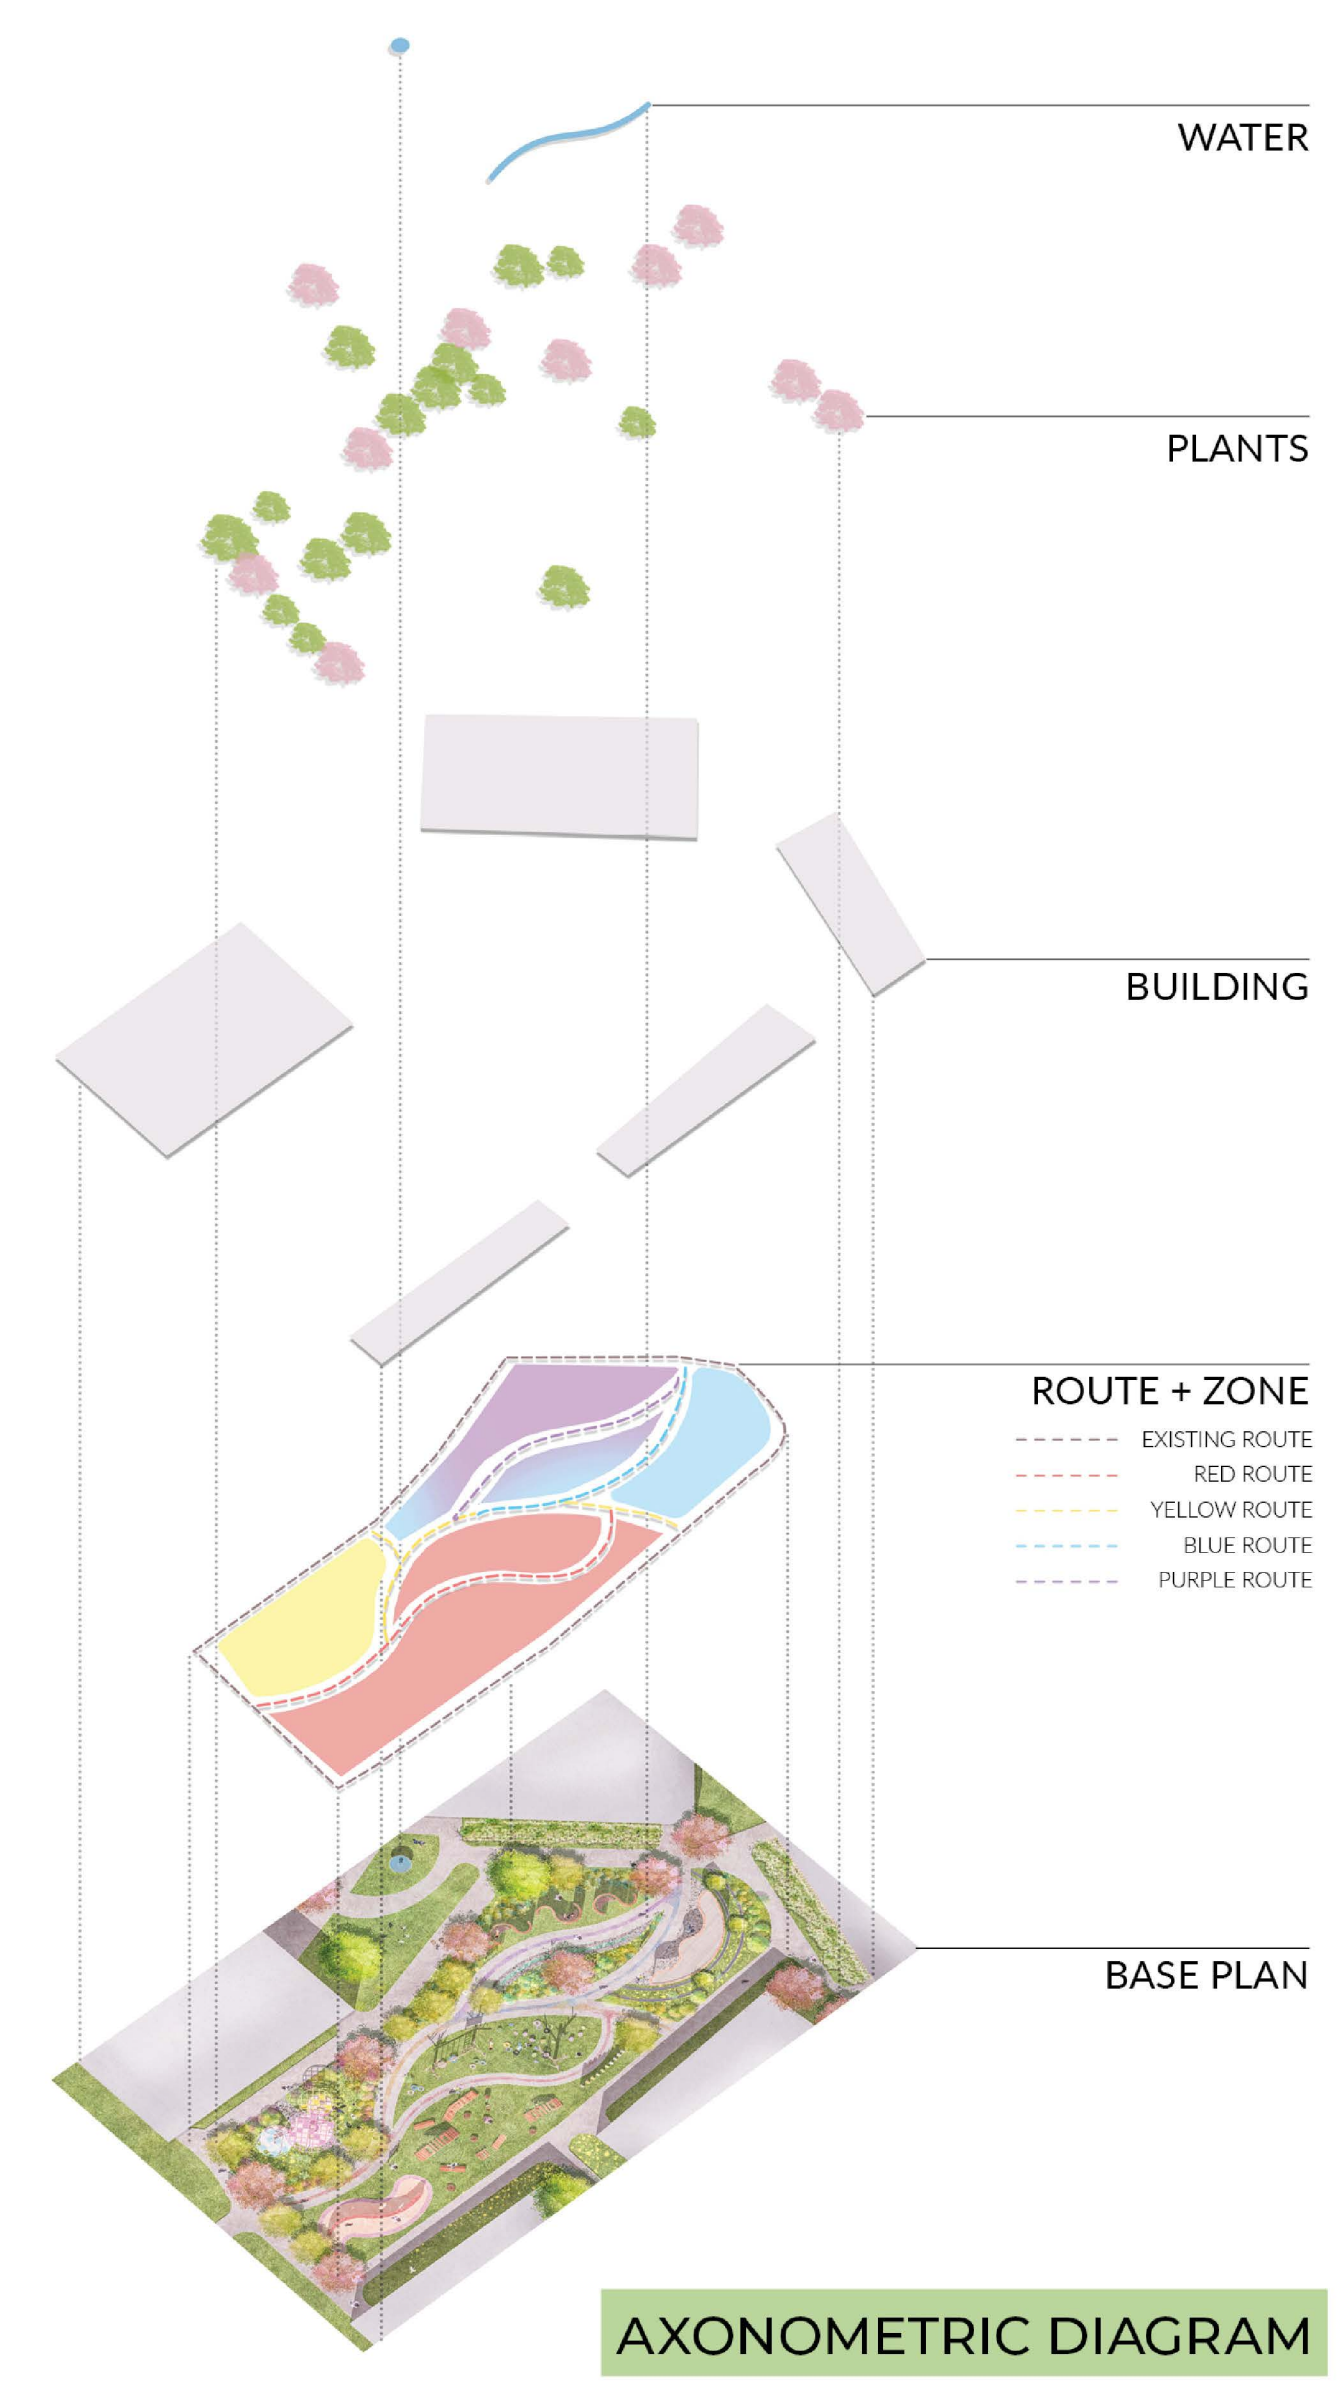 WATER
PLANTS
BUILDING
ROUTE + ZONE
EXISTING ROUTE
RED ROUTE
YELLOW ROUTE
BLUE ROUTE
PURPLE ROUTE
BASE PLAN
AXONOMETRIC DIAGRAM